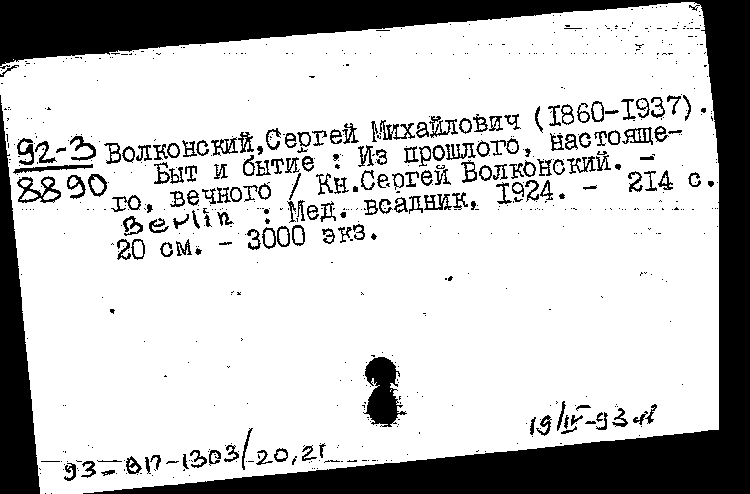 92-3 Волконский,Сергей Михайлович (I860-I937).
8890 Быт и бытие : Из прошлого, настояще-
го, вечного / Кн.Сергей Волконский. -
Berlin : Мед. всадник, I924. - 2I4 с.
20 см. - 3000 экз.
19/IV-93
93-ВП-1303/20,21